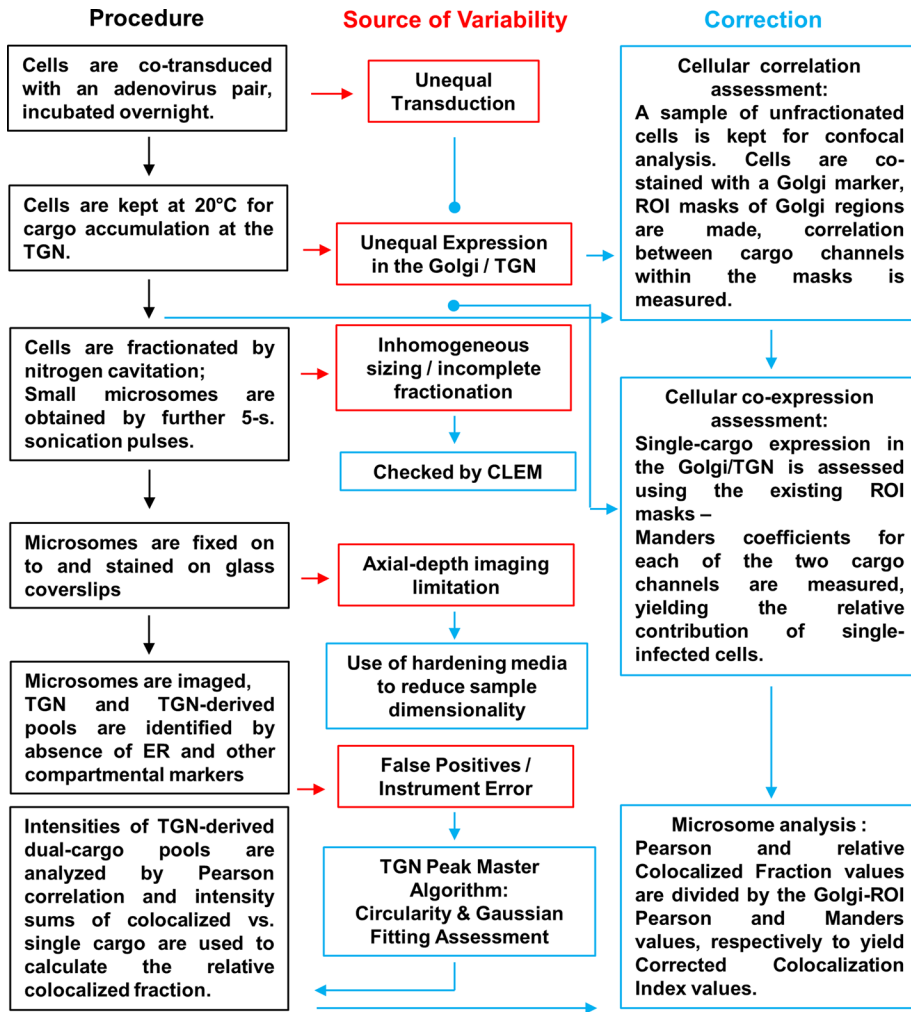 Procedure
Source of Variability
Correction
Cells are co-transduced
with an adenovirus pair,
incubated overnight.
Unequal
Transduction
Cellular correlation
assessment:
A sample of unfractionated
cells is kept for confocal
analysis. Cells are co-
stained with a Golgi marker,
ROI masks of Golgi regions
are made, correlation
between cargo channels
within the masks is
measured.
Cells are kept at 20°C for
cargo accumulation at the
TGN.
Unequal Expression
in the Golgi / TGN
Cells are fractionated by
nitrogen cavitation;
Small microsomes are
obtained by further 5-s.
sonication pulses.
Inhomogeneous
sizing / incomplete
fractionation
Checked by CLEM
Cellular co-expression
assessment:
Single-cargo expression in
the Golgi/TGN is assessed
using the existing ROI
masks –
Manders coefficients for
each of the two cargo
channels are measured,
yielding the relative
contribution of single-
infected cells.
Microsomes are fixed on
to and stained on glass
coverslips
Axial-depth imaging
limitation
Use of hardening media
to reduce sample
dimensionality
Microsomes are imaged,
TGN and TGN-derived
pools are identified by
absence of ER and other
compartmental markers
False Positives /
Instrument Error
Intensities of TGN-derived
dual-cargo pools are
analyzed by Pearson
correlation and intensity
sums of colocalized vs.
single cargo are used to
calculate the relative
colocalized fraction.
TGN Peak Master
Algorithm:
Circularity & Gaussian
Fitting Assessment
Microsome analysis :
Pearson and relative
Colocalized Fraction values
are divided by the Golgi-ROI
Pearson and Manders
values, respectively to yield
Corrected Colocalization
Index values.